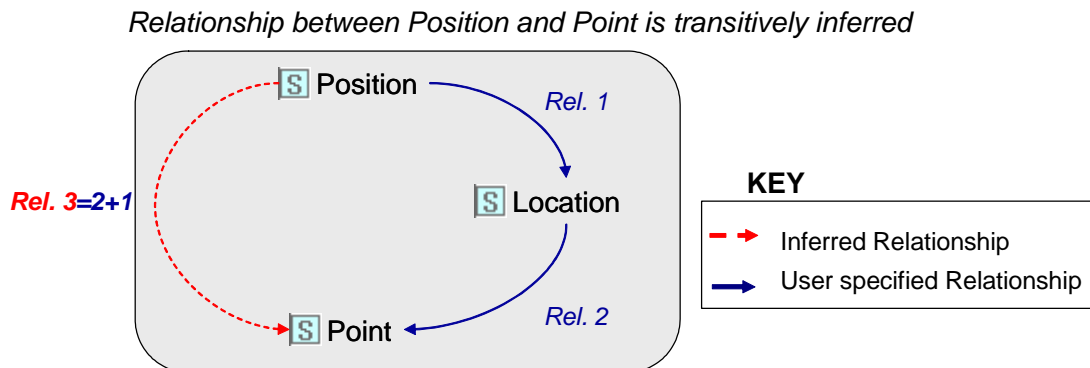 Relationship between Position and Point is transitively inferred
S Position
Rel. 1
Rel. 3=2+1
S Location
KEY
Inferred Relationship
User specified Relationship
Rel. 2
S Point